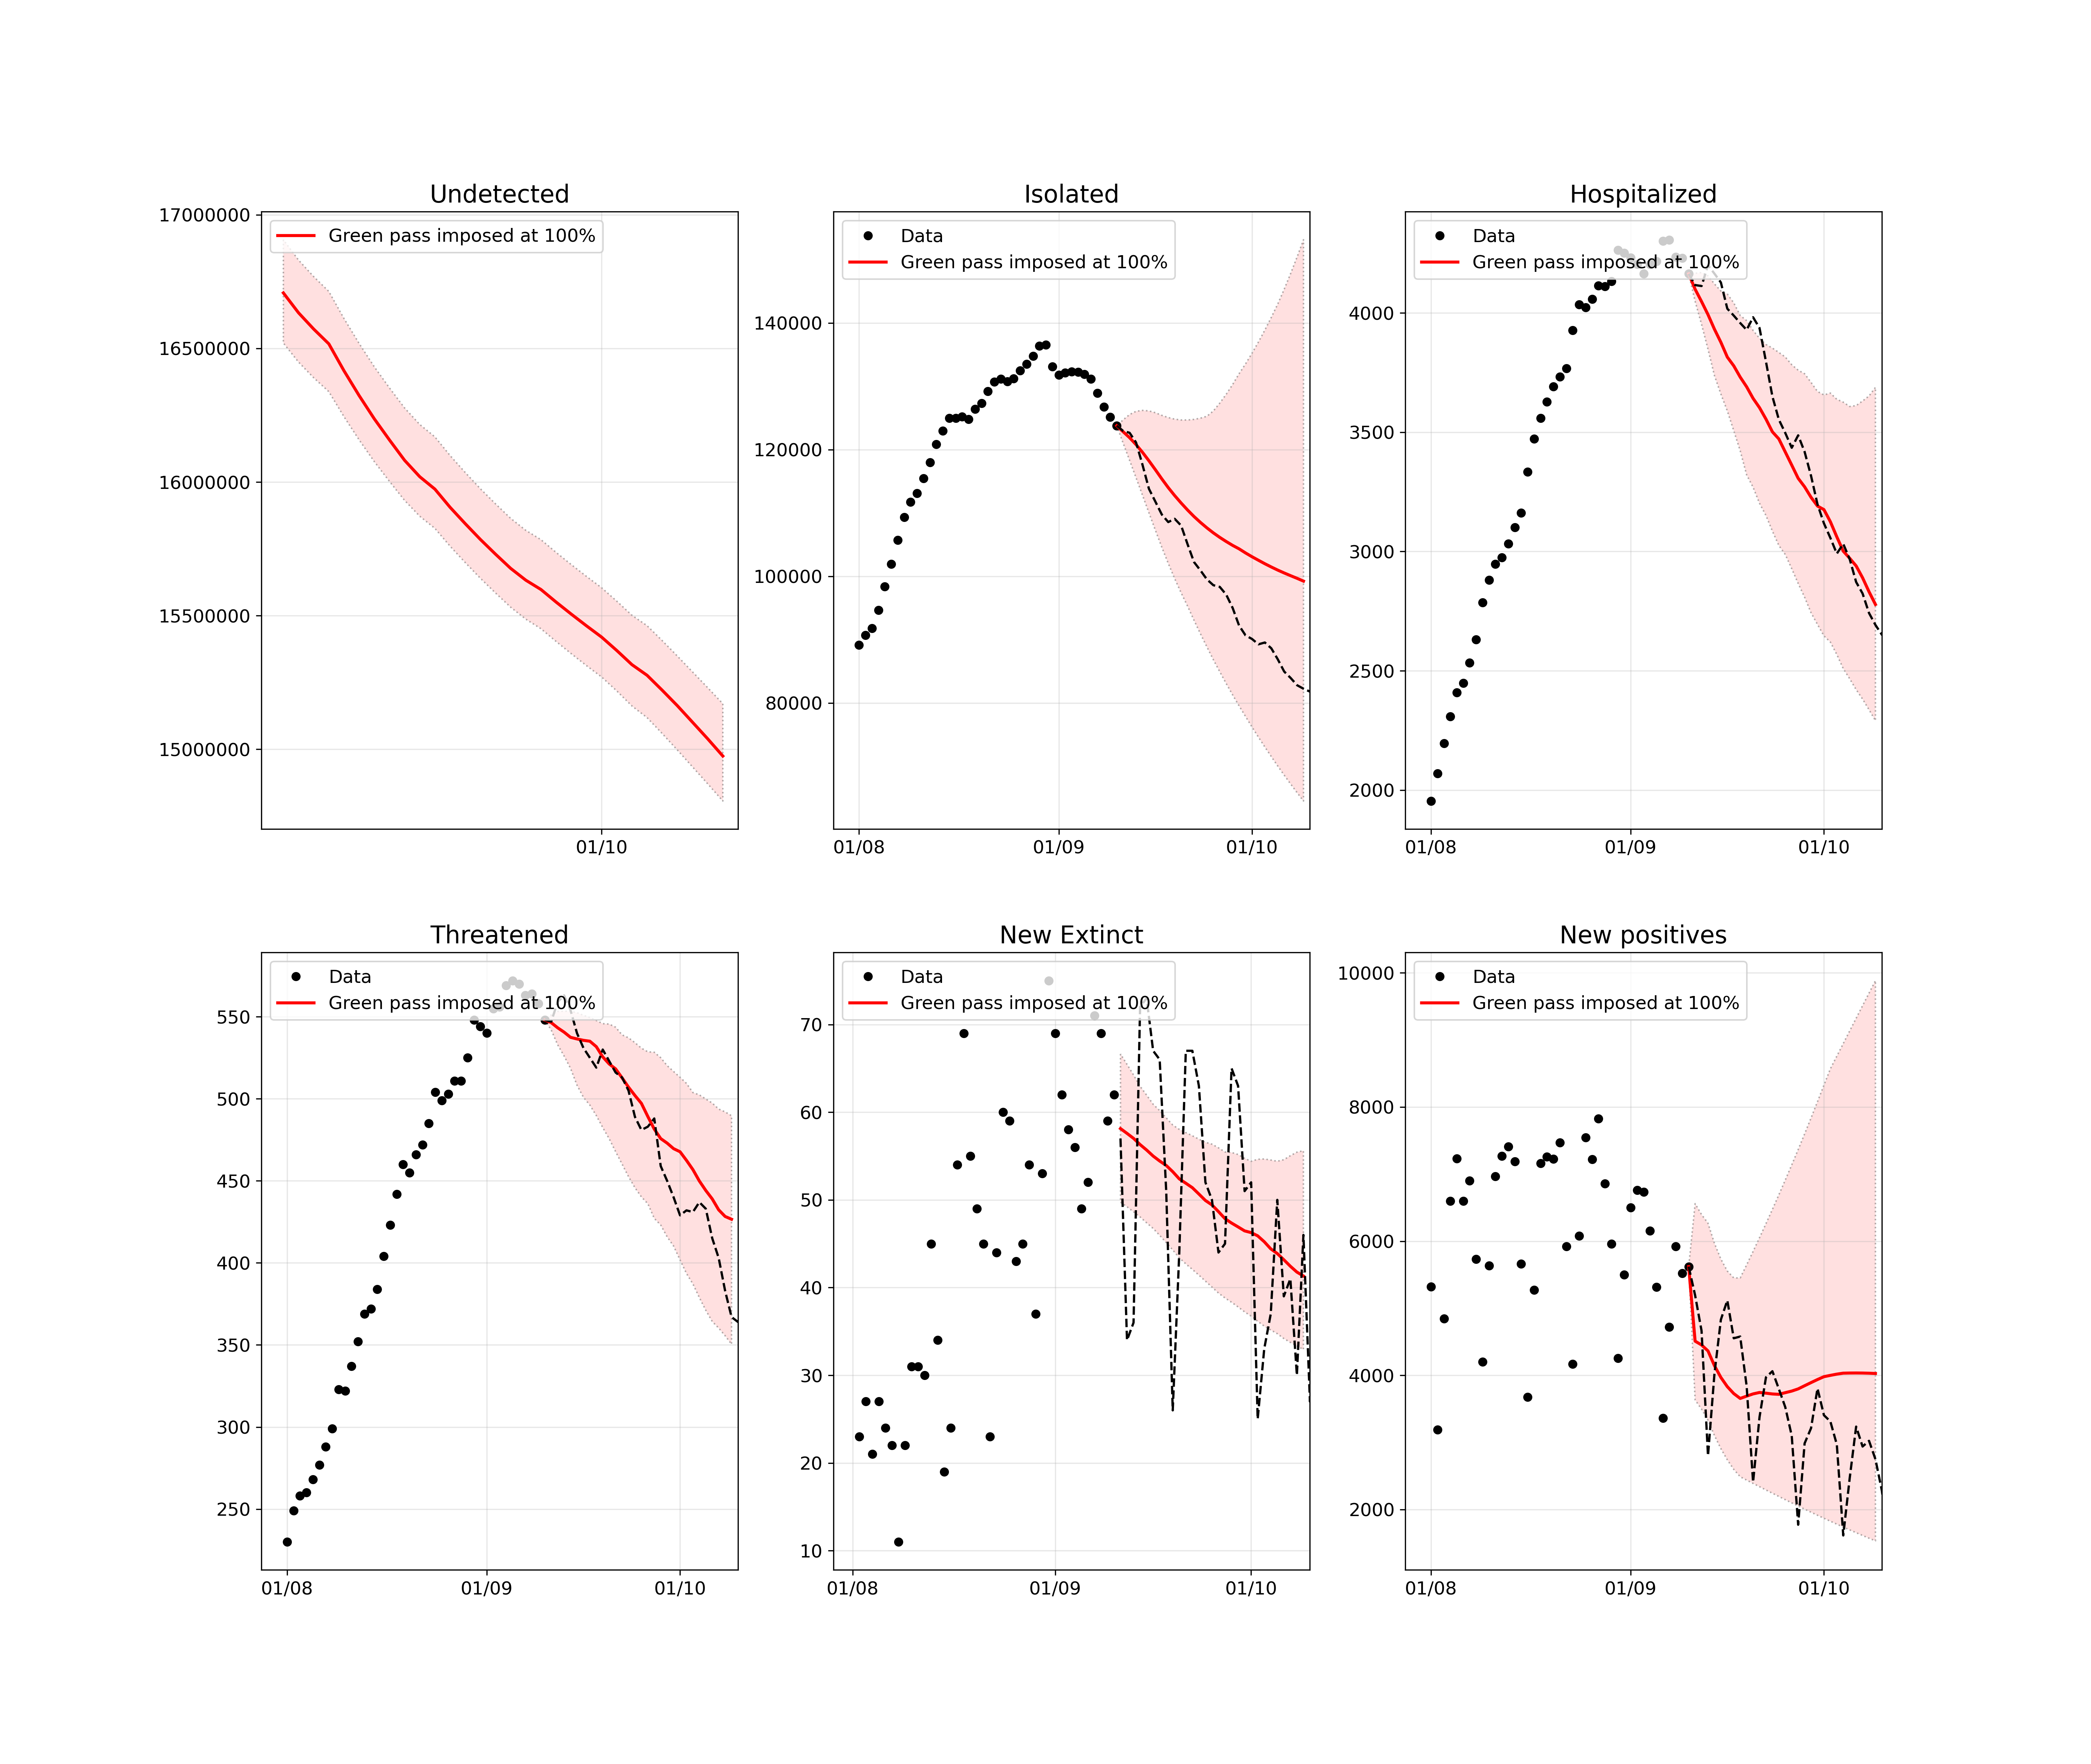 Undetected
17000000
16500000
16000000
15500000
15000000
Green pass imposed at 100%
01/10
Isolated
140000
120000
100000
80000
Data
Green pass imposed at 100%
01/08
01/09
01/10
Hospitalized
4000
3500
3000
2500
2000
Data
Green pass imposed at 100%
01/08
01/09
01/10
Threatened
550
500
450
400
350
300
250
Data
Green pass imposed at 100%
01/08
01/09
01/10
New Extinct
70
60
50
40
30
20
10
Data
Green pass imposed at 100%
01/08
01/09
01/10
New positives
10000
8000
6000
4000
2000
Data
Green pass imposed at 100%
01/08
01/09
01/10